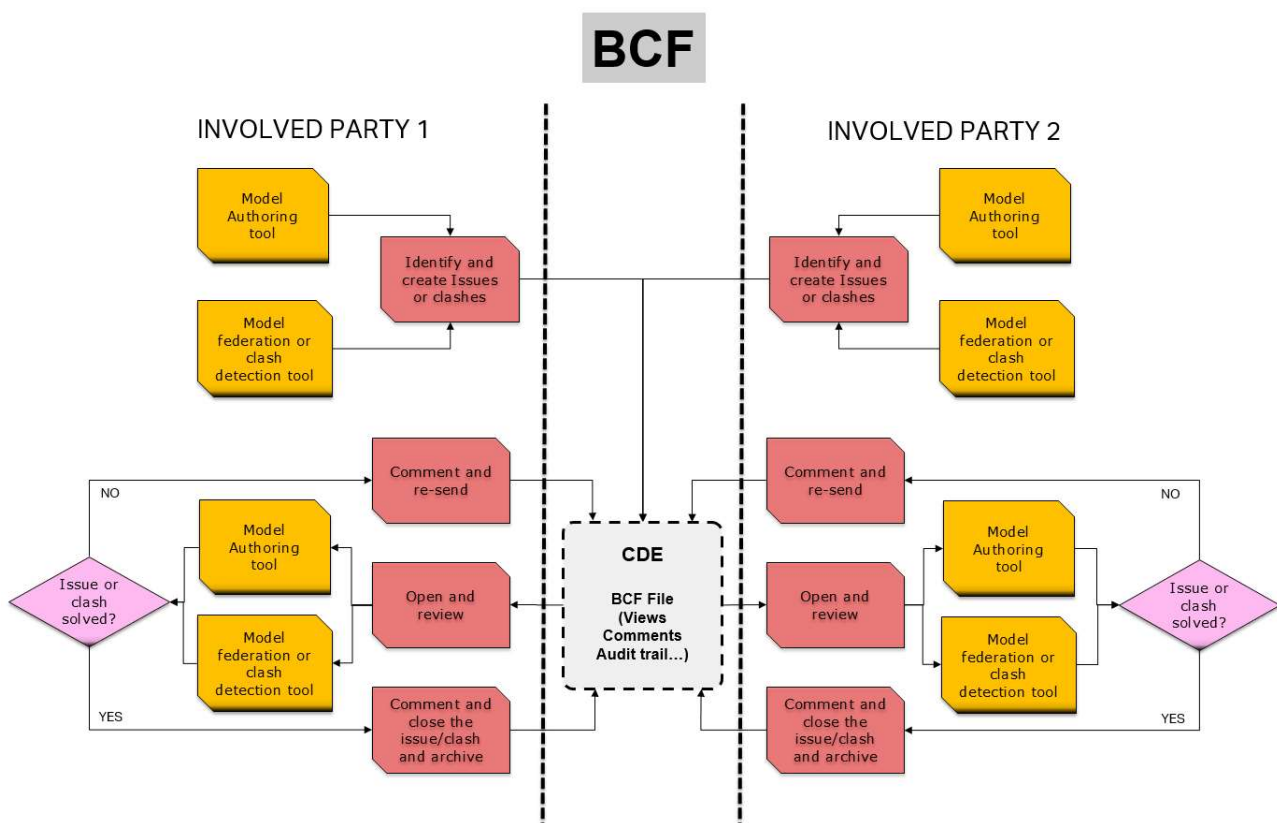 BCF
INVOLVED PARTY 1
INVOLVED PARTY 2
Model
Authoring
tool
Identify and
create Issues
or clashes
Model
federation or
clash
detection tool
Model
Authoring
tool
Identify and
create Issues
or clashes
Model
federation or
clash
detection tool
Comment and
re-send
NO
Model
Authoring
tool
Issue or
clash
solved?
Open and
review
Model
federation or
clash
detection tool
YES
Comment and
close the
issue/clash
and archive
CDE
BCF File
(Views
Comments
Audit trail...)
Comment and
re-send
NO
Model
Authoring
tool
Open and
review
Issue or
clash
solved?
Model
federation or
clash
detection tool
YES
Comment and
close the
issue/clash
and archive